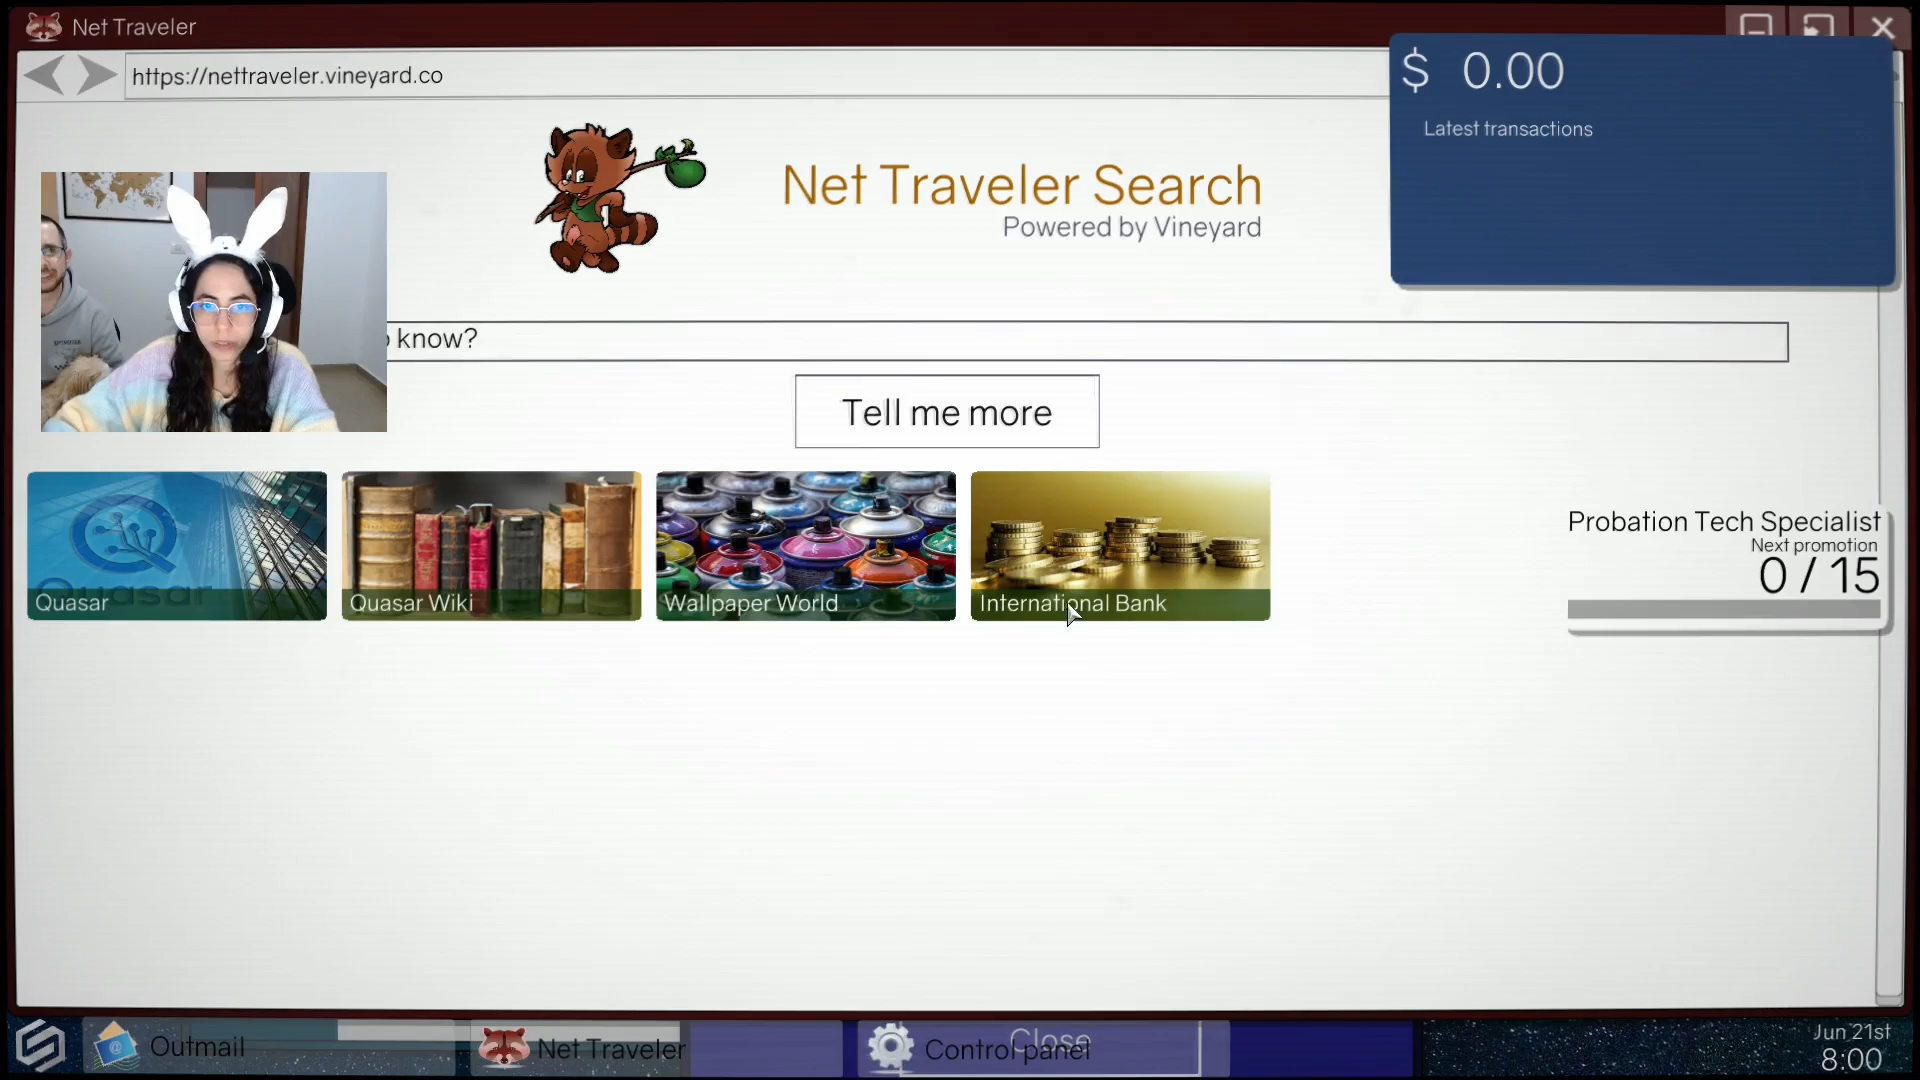 Net Traveler
https://nettraveler.vineyard.co
$ 0.00
Latest transactions
Net Traveler Search
Powered by Vineyard
know?
Tell me more
Quasar
Quasar Wiki
Wallpaper World
International Bank
Probation Tech Specialist
Next promotion
0 / 15
Outmail
Net Traveler
Close
Control panel
Jun 21st
8:00